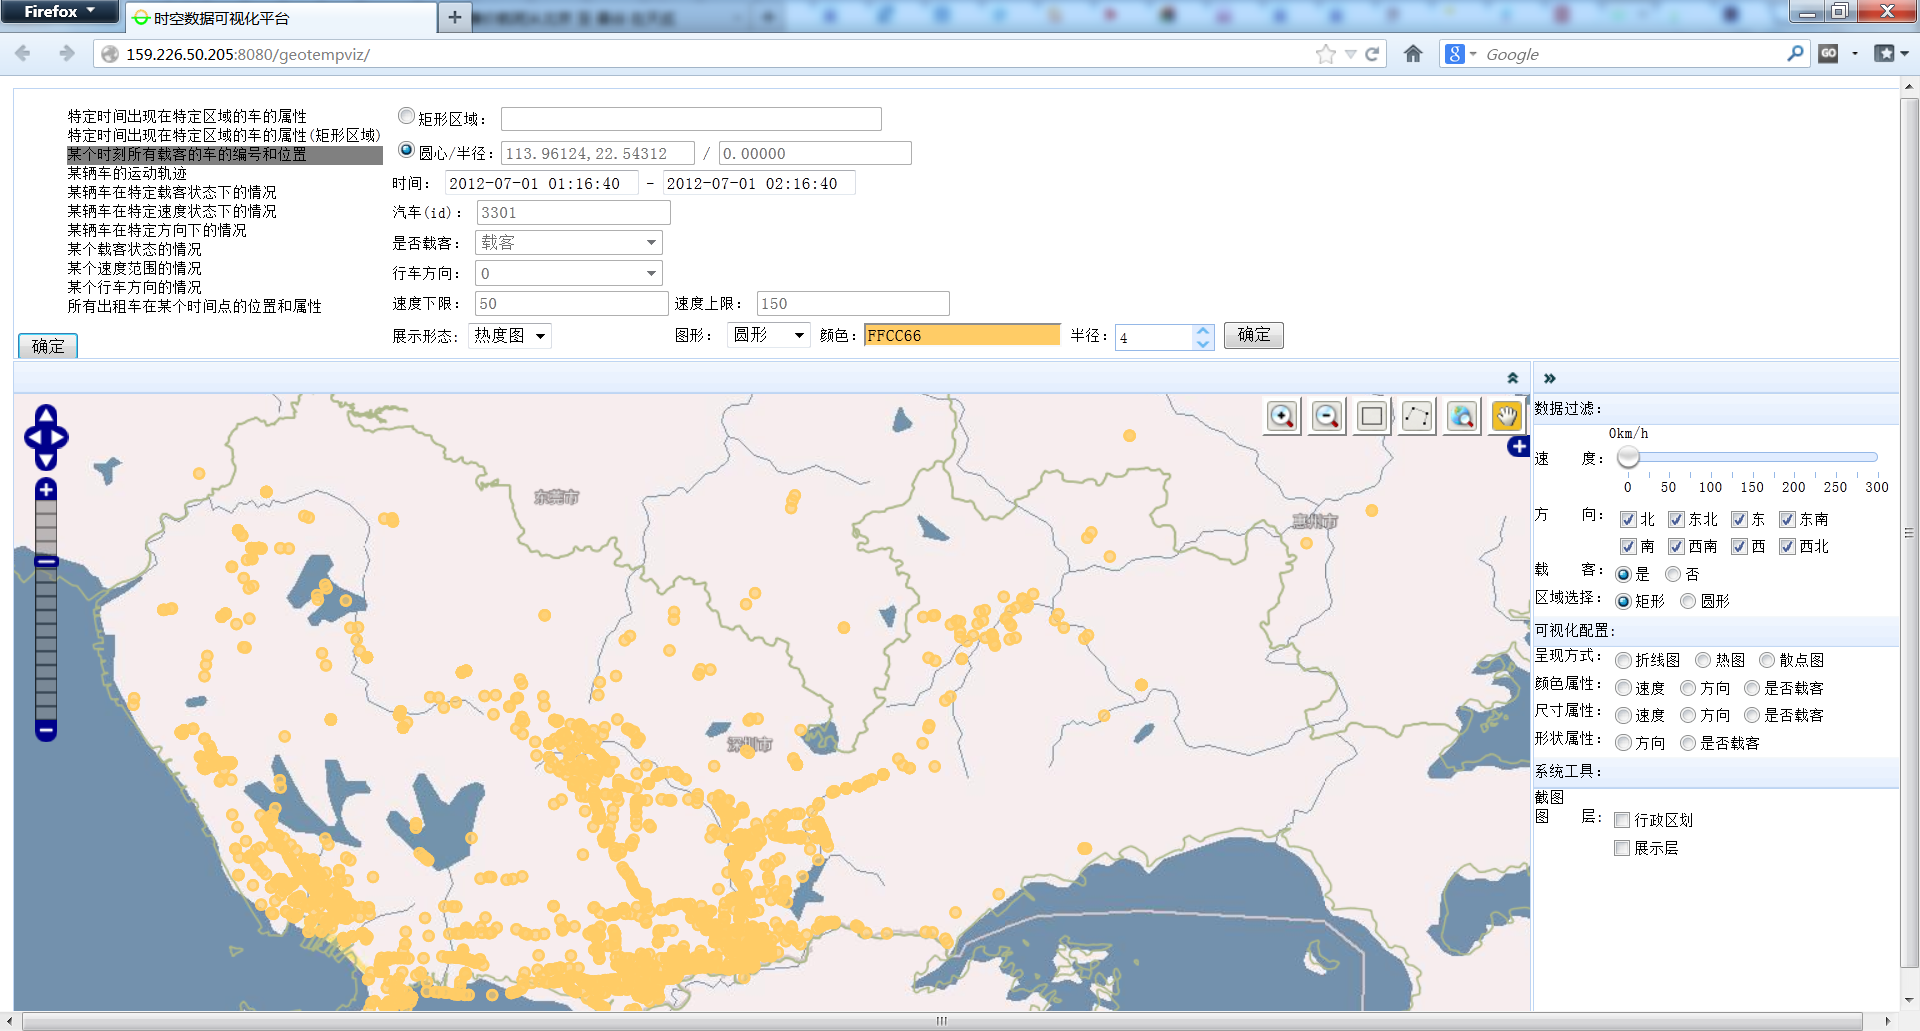 Firefox
时空数据可视化平台
159.226.50.205:8080/geotempviz/
Google
GO
特定时间出现在特定区域的车的属性
特定时间出现在特定区域的车的属性(矩形区域)
某个时刻所有载客的车的编号和位置
某辆车的运动轨迹
某辆车在特定载客状态下的情况
某辆车在特定速度状态下的情况
某辆车在特定方向下的情况
某个载客状态的情况
某个速度范围的情况
某个行车方向的情况
所有出租车在某个时间点的位置和属性
确定
矩形区域：
圆心/半径： 113.96124,22.54312 / 0.00000
时间： 2012-07-01 01:16:40 - 2012-07-01 02:16:40
汽车(id)： 3301
是否载客： 载客
行车方向： 0
速度下限： 50 速度上限： 150
展示形态: 热度图 图形： 圆形 颜色： FFCC66 半径： 4 确定
东莞市
惠州市
深圳市
数据过滤：
0km/h
速 度：
0 50 100 150 200 250 300
方 向： 北 东北 东 东南
南 西南 西 西北
载 客： 是 否
区域选择： 矩形 圆形
可视化配置:
呈现方式： 折线图 热图 散点图
颜色属性： 速度 方向 是否载客
尺寸属性： 速度 方向 是否载客
形状属性： 方向 是否载客
系统工具：
截图
图 层: 行政区划
展示层